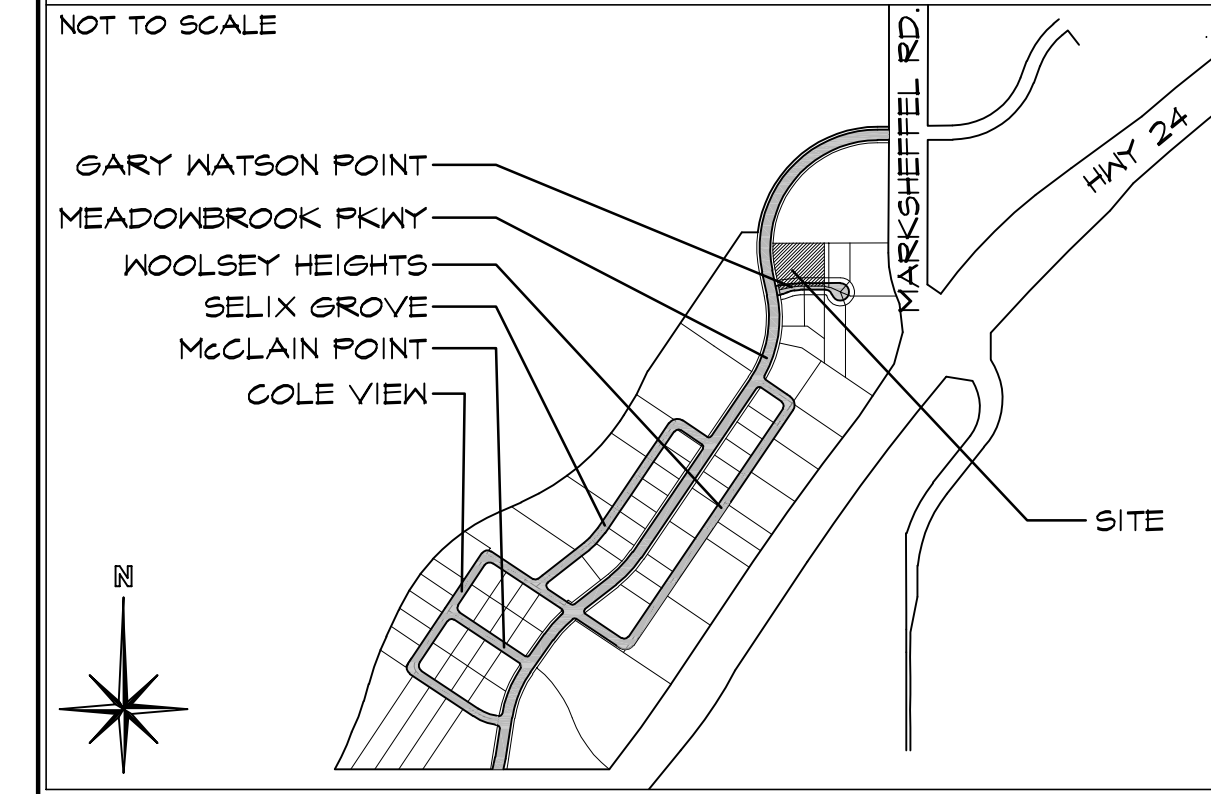 NOT TO SCALE
MARKSHEFFEL RD.
HWY 24
GARY WATSON POINT
MEADOWBROOK PKWY
WOOLSEY HEIGHTS
SELIX GROVE
McCLAIN POINT
COLE VIEW
SITE
N